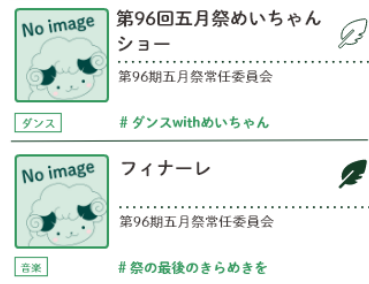 No image
第96回五月祭めいちゃん
ショー
第96期五月祭常任委員会
ダンス
#ダンスwithめいちゃん
No image
フィナーレ
第96期五月祭常任委員会
音楽
#祭の最後のきらめきを